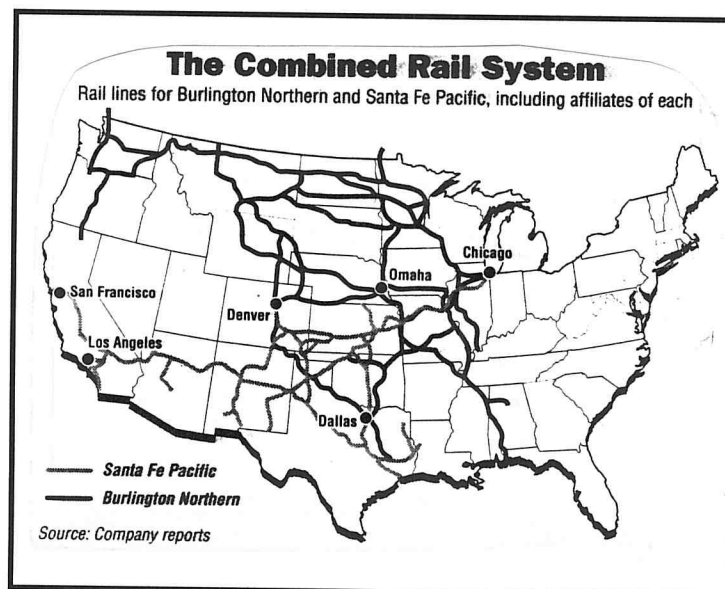 The Combined Rail System
Rail lines for Burlington Northern and Santa Fe Pacific, including affiliates of each
Chicago
Omaha
San Francisco
Denver
Los Angeles
Dallas
Santa Fe Pacific
Burlington Northern
Source: Company reports